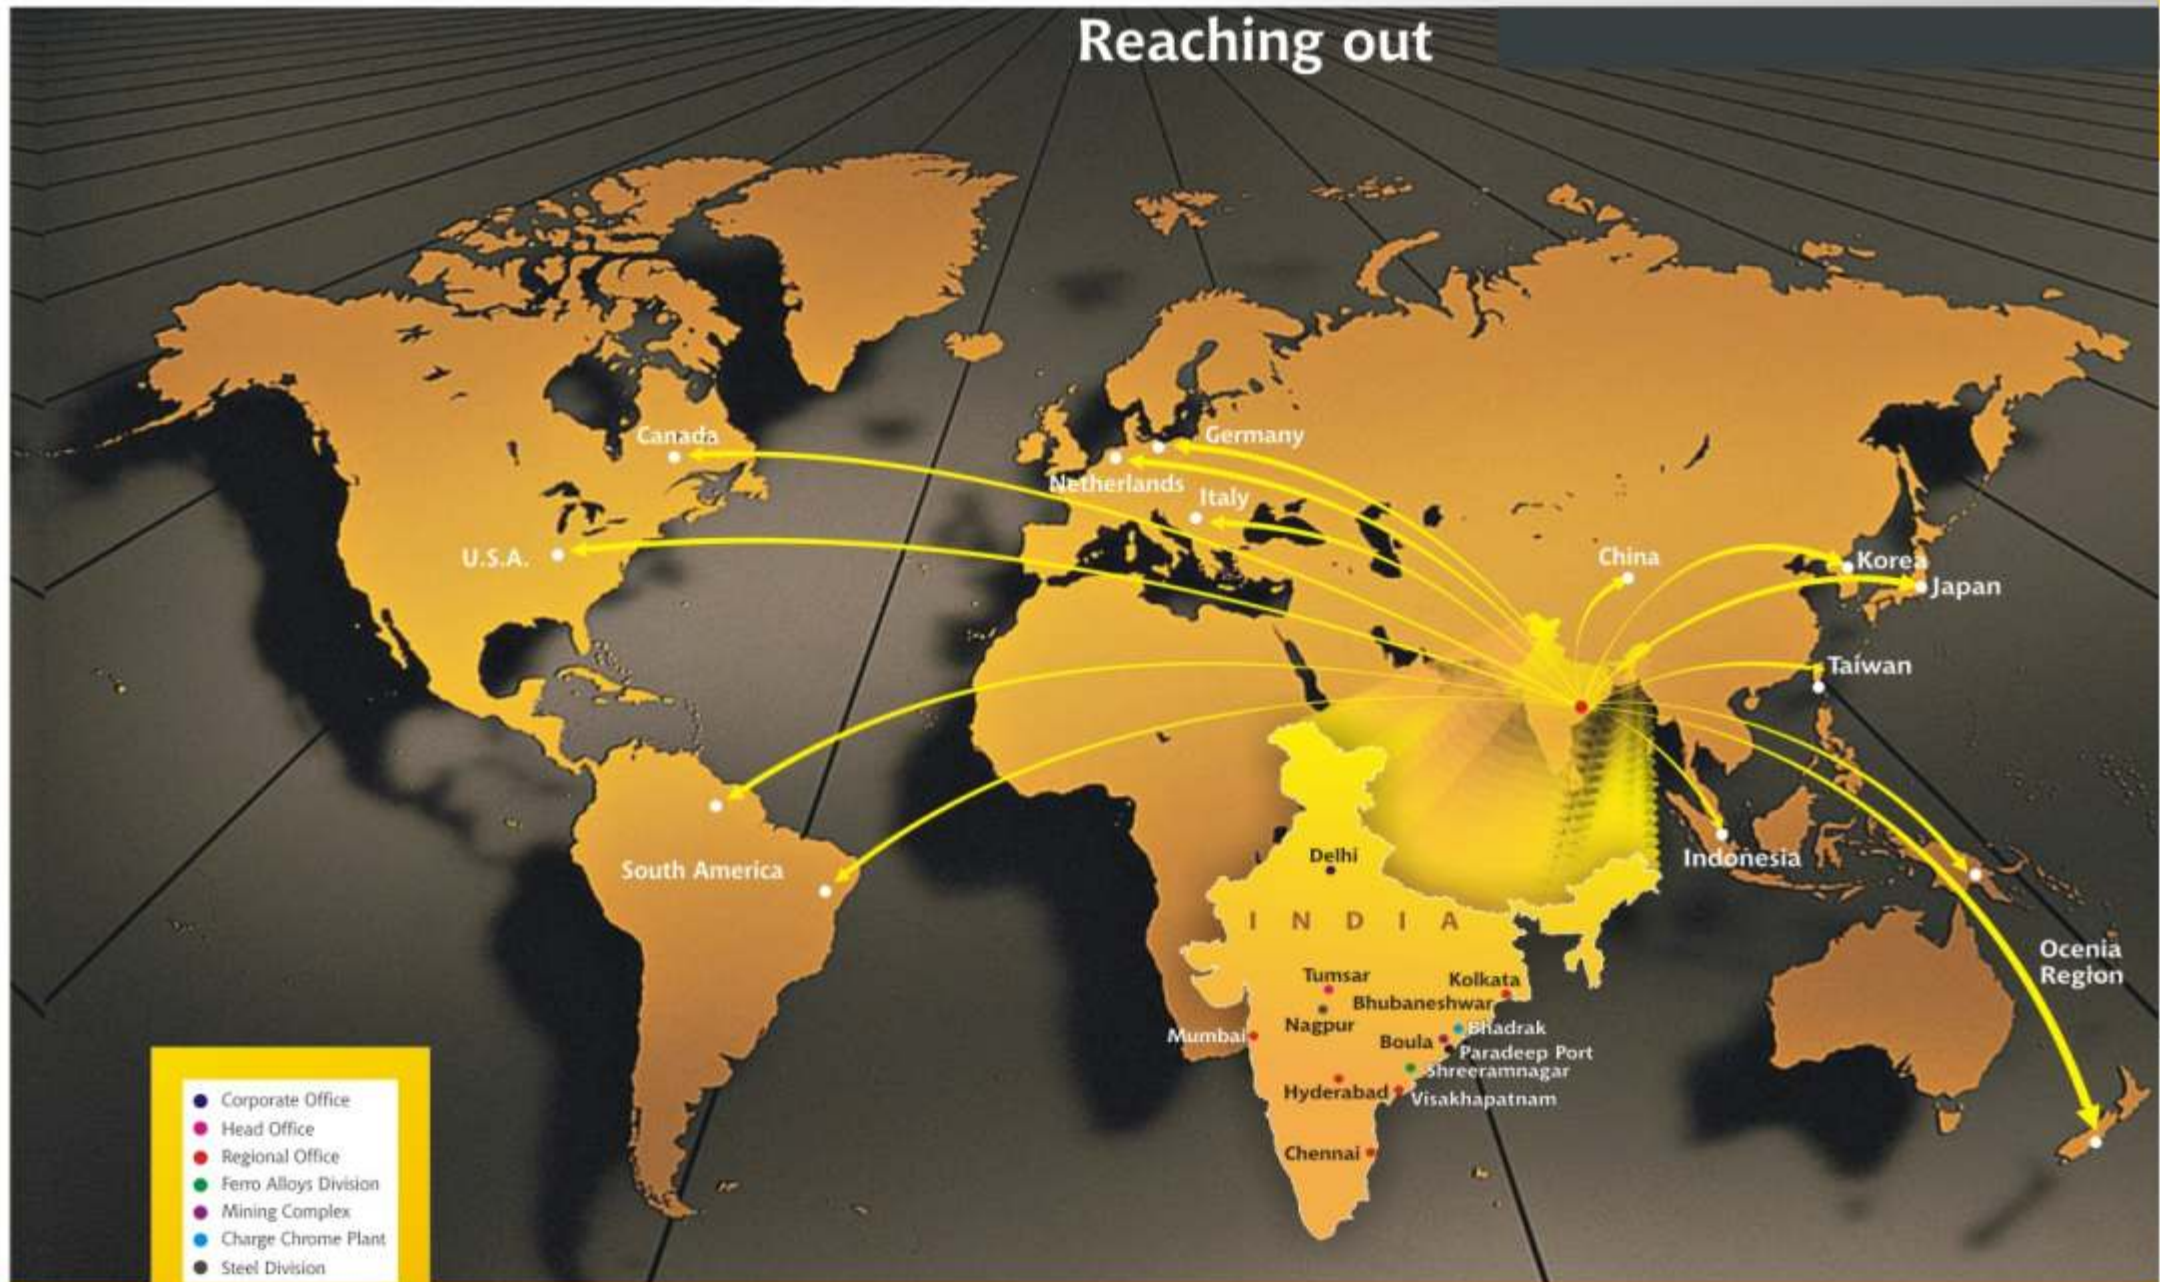 Reaching out
Canada
Germany
Netherlands
Italy
U.S.A.
China
Korea
Japan
Taiwan
South America
Indonesia
Delhi
INDIA
Ocenia
Region
Tumsar
Kolkata
Bhubaneshwar
Nagpur
Mumbai
Bhadrak
Boula
Paradeep Port
Shreeramnagar
Hyderabad
Visakhapatnam
Chennai
Corporate Office
Head Office
Regional Office
Ferro Alloys Division
Mining Complex
Charge Chrome Plant
Steel Division